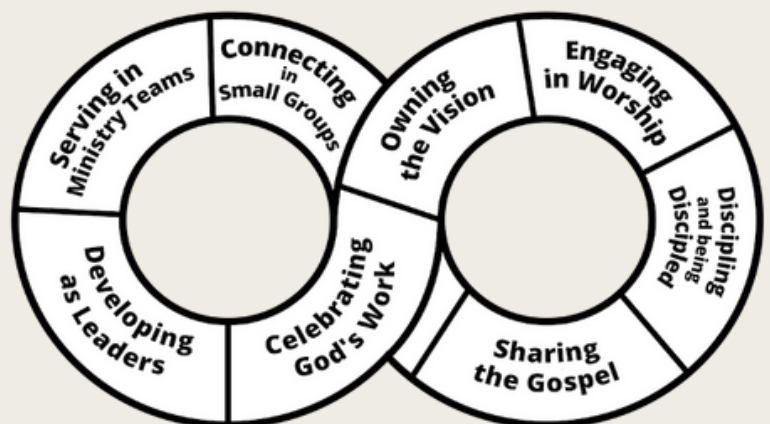 Serving in
Ministry Teams
Connecting
in
Small Groups
Owning
the Vision
Engaging
in Worship
Discipling
and being
Discipled
Sharing
the Gospel
Celebrating
God's Work
Developing
as Leaders